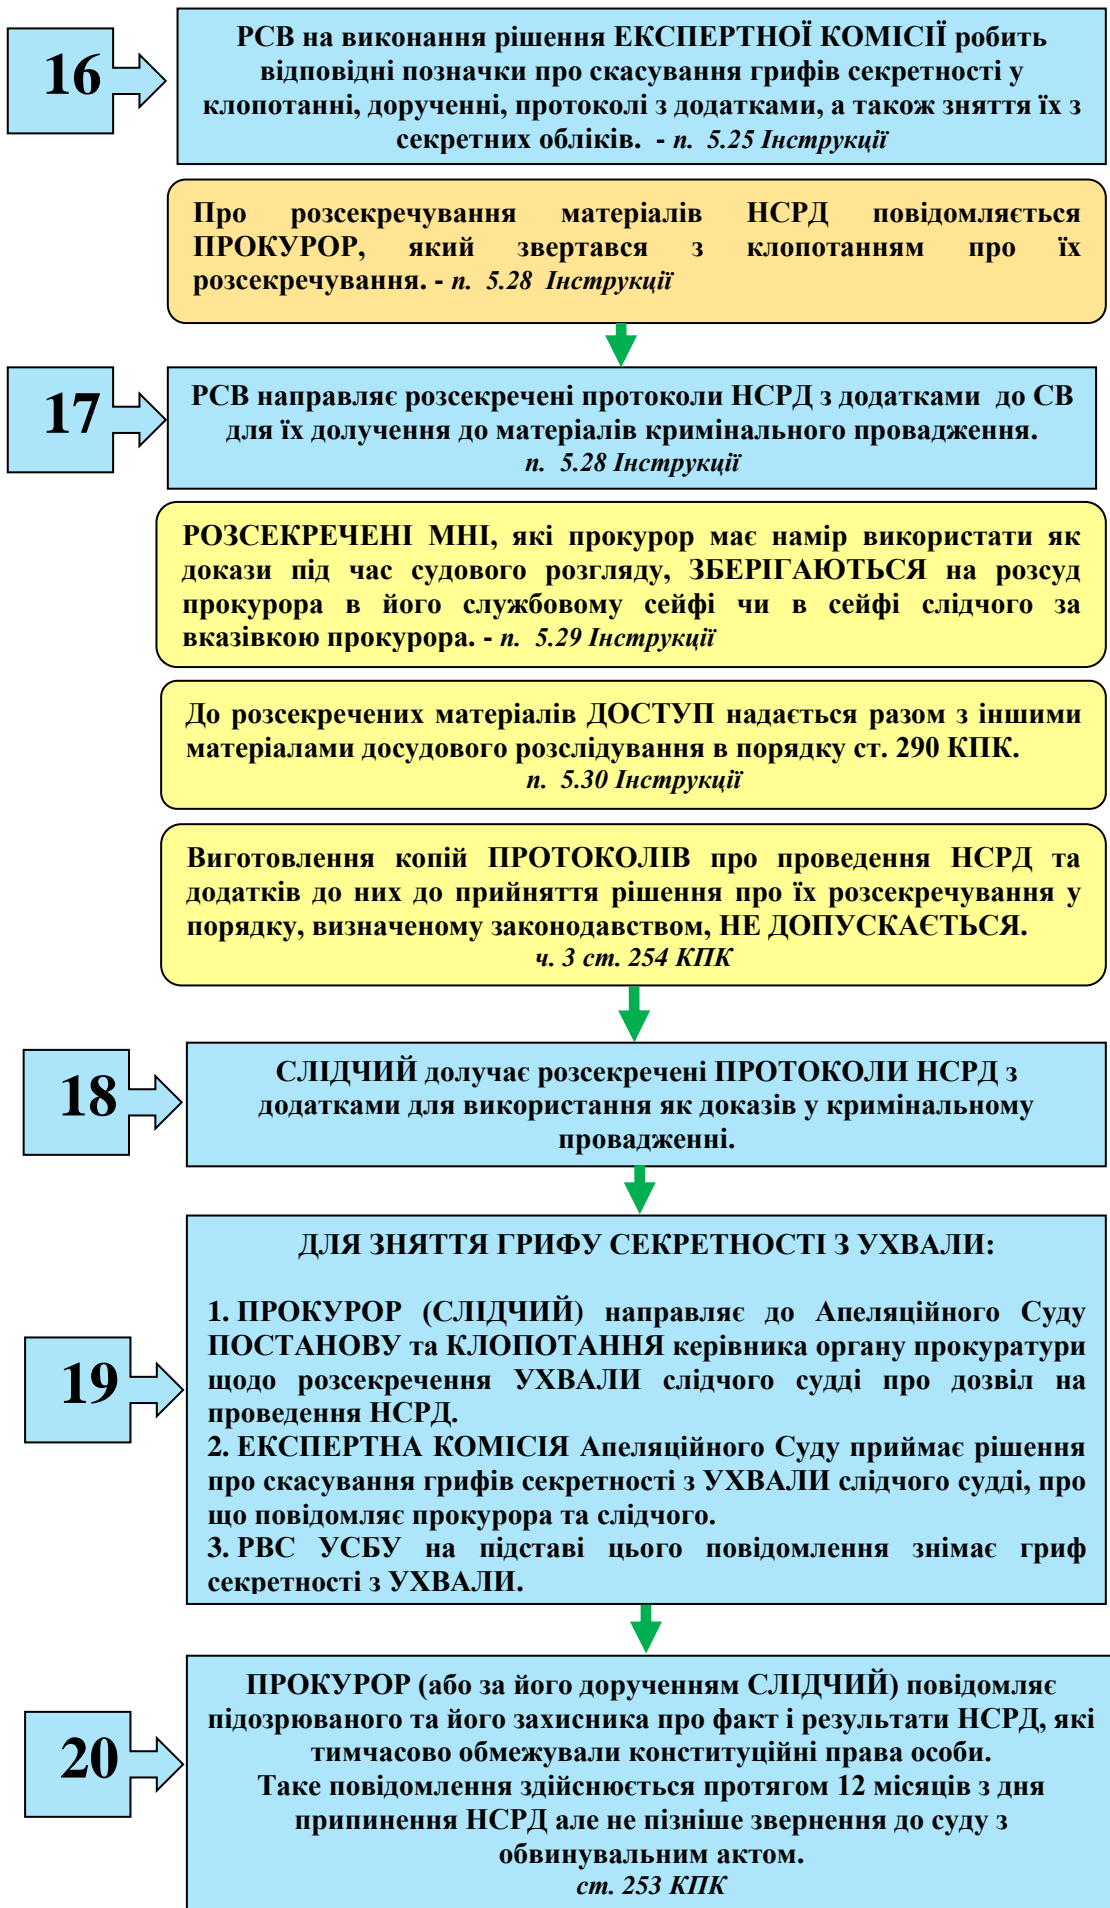 16
РСВ на виконання рішення ЕКСПЕРТНОЇ КОМІСІЇ робить
відповідні позначки про скасування грифів секретності у
клопотанні, дорученні, протоколі з додатками, а також зняття їх з
секретних обліків. - п. 5.25 Інструкції
Про розсекречування матеріалів НСРД повідомляється
ПРОКУРОР, який звертався з клопотанням про їх
розсекречування. - п. 5.28 Інструкції
17
РСВ направляє розсекречені протоколи НСРД з додатками до СВ
для їх долучення до матеріалів кримінального провадження.
п. 5.28 Інструкції
РОЗСЕКРЕЧЕНІ МНІ, які прокурор має намір використати як
докази під час судового розгляду, ЗБЕРІГАЮТЬСЯ на розсуд
прокурора в його службовому сейфі чи в сейфі слідчого за
вказівкою прокурора. - п. 5.29 Інструкції
До розсекречених матеріалів ДОСТУП надається разом з іншими
матеріалами досудового розслідування в порядку ст. 290 КПК.
п. 5.30 Інструкції
Виготовлення копій ПРОТОКОЛІВ про проведення НСРД та
додатків до них до прийняття рішення про їх розсекречування у
порядку, визначеному законодавством, НЕ ДОПУСКАЄТЬСЯ.
ч. 3 ст. 254 КПК
18
СЛІДЧИЙ долучає розсекречені ПРОТОКОЛИ НСРД з
додатками для використання як доказів у кримінальному
провадженні.
19
ДЛЯ ЗНЯТТЯ ГРИФУ СЕКРЕТНОСТІ З УХВАЛИ:
1. ПРОКУРОР (СЛІДЧИЙ) направляє до Апеляційного Суду
ПОСТАНОВУ та КЛОПОТАННЯ керівника органу прокуратури
щодо розсекречення УХВАЛИ слідчого судді про дозвіл на
проведення НСРД.
2. ЕКСПЕРТНА КОМІСІЯ Апеляційного Суду приймає рішення
про скасування грифів секретності з УХВАЛИ слідчого судді, про
що повідомляє прокурора та слідчого.
3. РВС УСБУ на підставі цього повідомлення знімає гриф
секретності з УХВАЛИ.
20
ПРОКУРОР (або за його дорученням СЛІДЧИЙ) повідомляє
підозрюваного та його захисника про факт і результати НСРД, які
тимчасово обмежували конституційні права особи.
Таке повідомлення здійснюється протягом 12 місяців з дня
припинення НСРД але не пізніше звернення до суду з
обвинувальним актом.
ст. 253 КПК